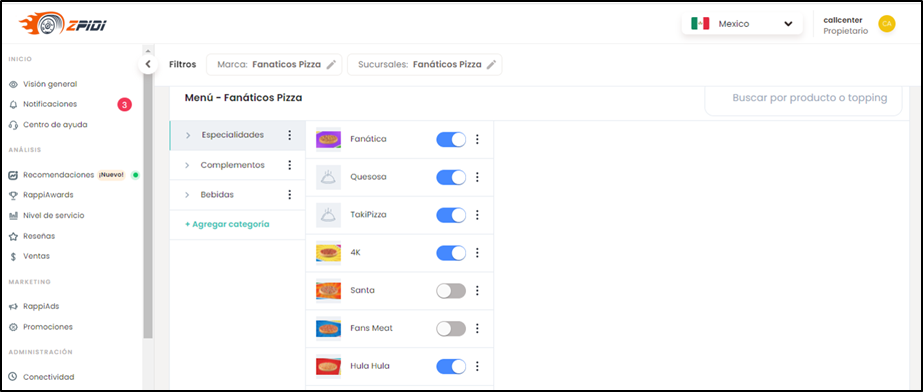 ZPIDI
Mexico
callcenter
Propietario
CA
INICIO
Visión general
Notificaciones
3
Centro de ayuda
ANÁLISIS
Recomendaciones ¡Nuevo!
RappiAwards
Nivel de servicio
Reseñas
Ventas
MARKETING
RappiAds
Promociones
ADMINISTRACIÓN
Conectividad
Filtros
Marca: Fanaticos Pizza
Sucursales: Fanáticos Pizza
Menú - Fanáticos Pizza
Buscar por producto o topping
Especialidades
Complementos
Bebidas
+ Agregar categoría
Fanática
Quesosa
TakiPizza
4K
Santa
Fans Meat
Hula Hula